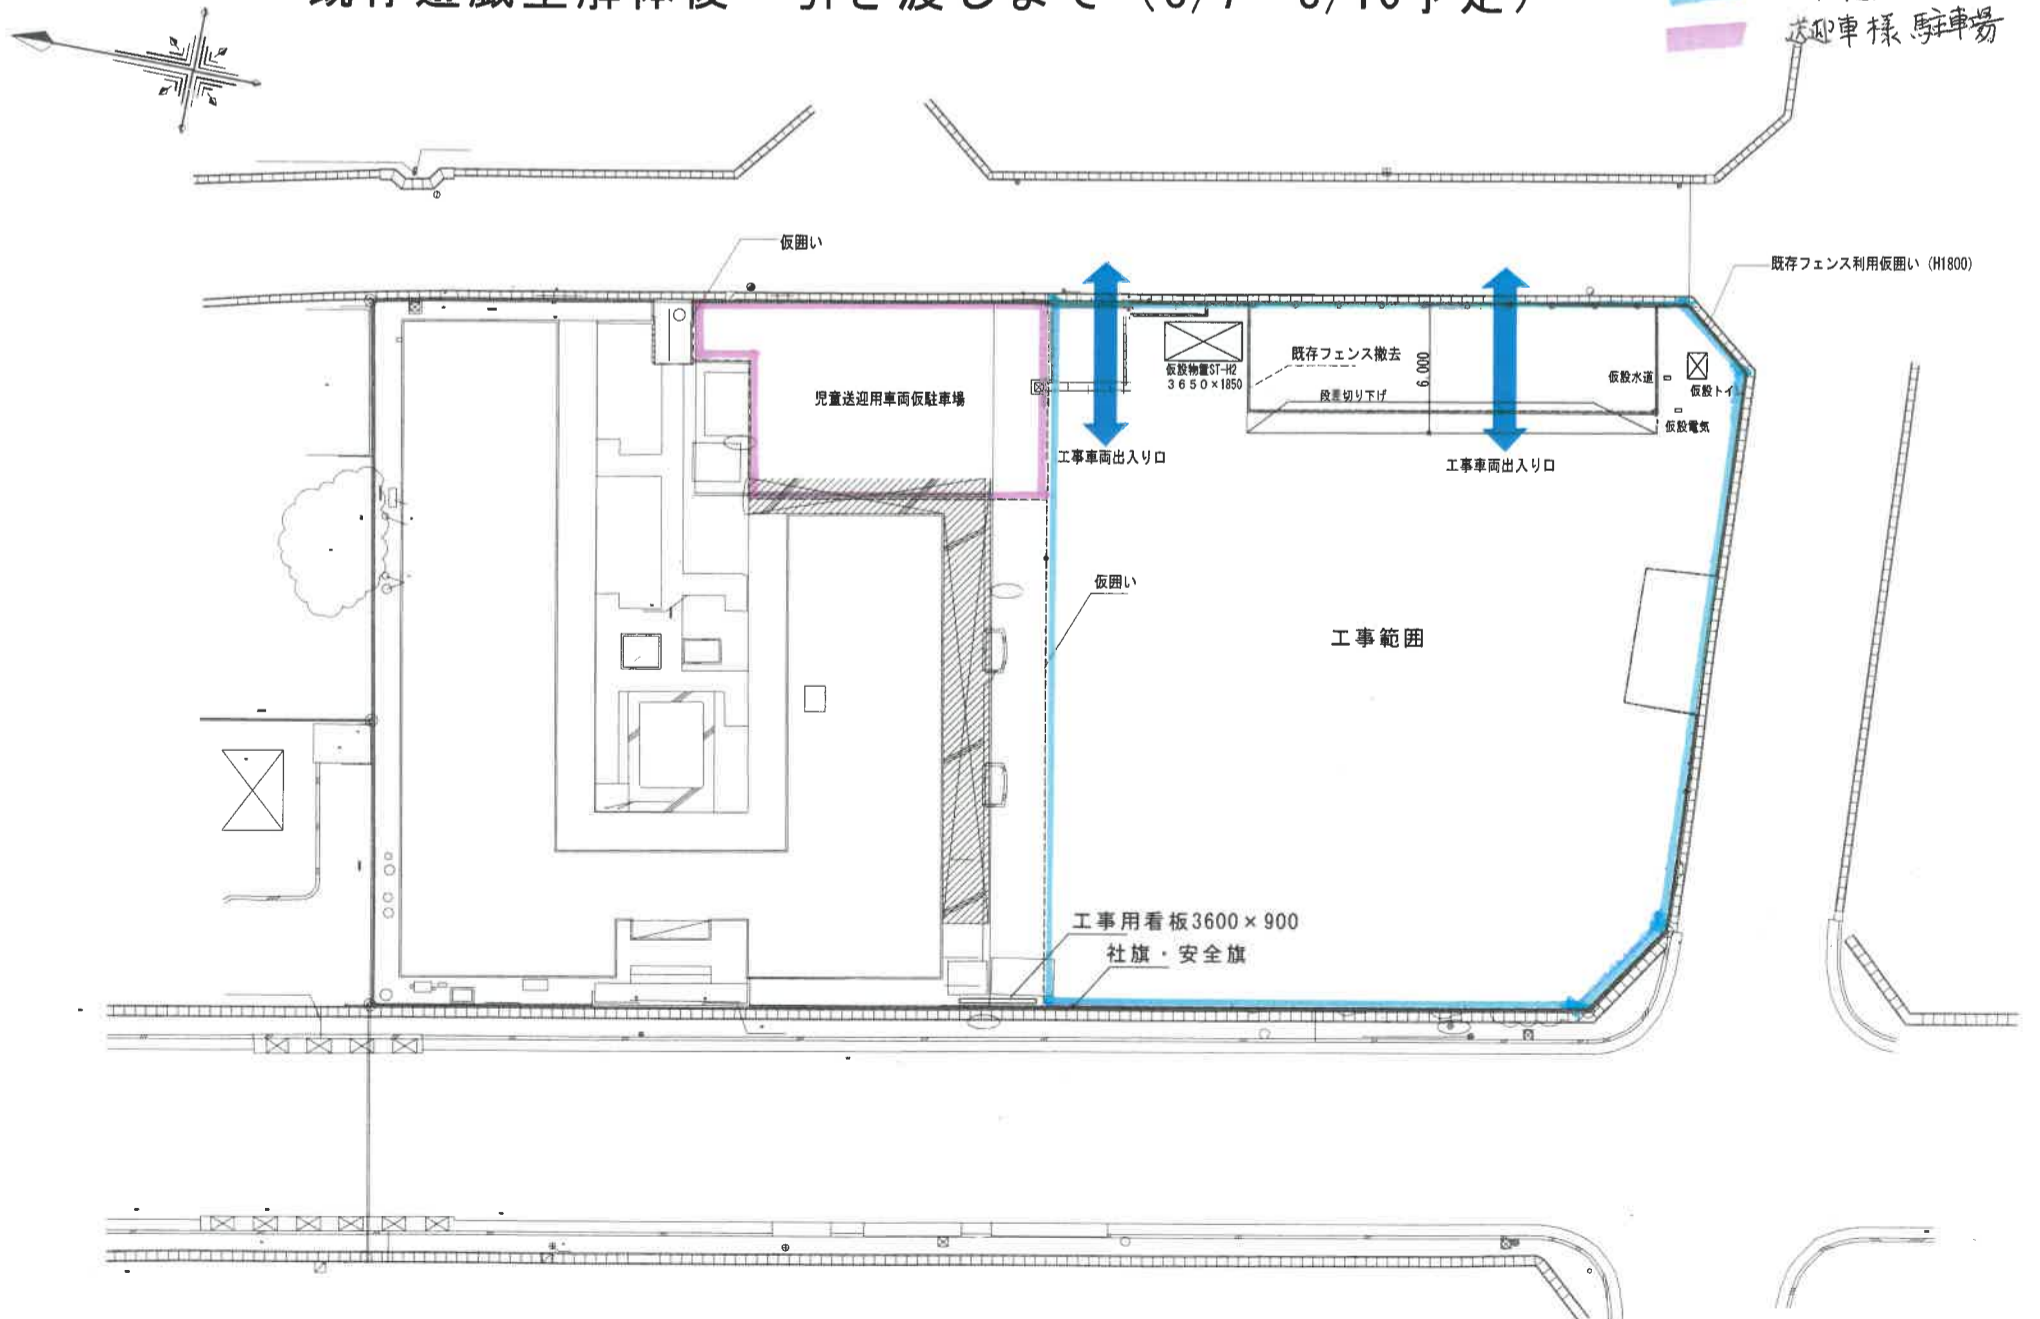 送迎車様 駐車場
仮囲い
既存フェンス利用仮囲い (H1800)
既存フェンス撤去
仮設物置ST-H2
3650×1850
6.000
仮設水道
仮設トイレ
段差切り下げ
児童送迎用車両仮駐車場
仮設電気
工事車両出入り口
工事車両出入り口
仮囲い
工事範囲
工事用看板3600×900
社旗・安全旗